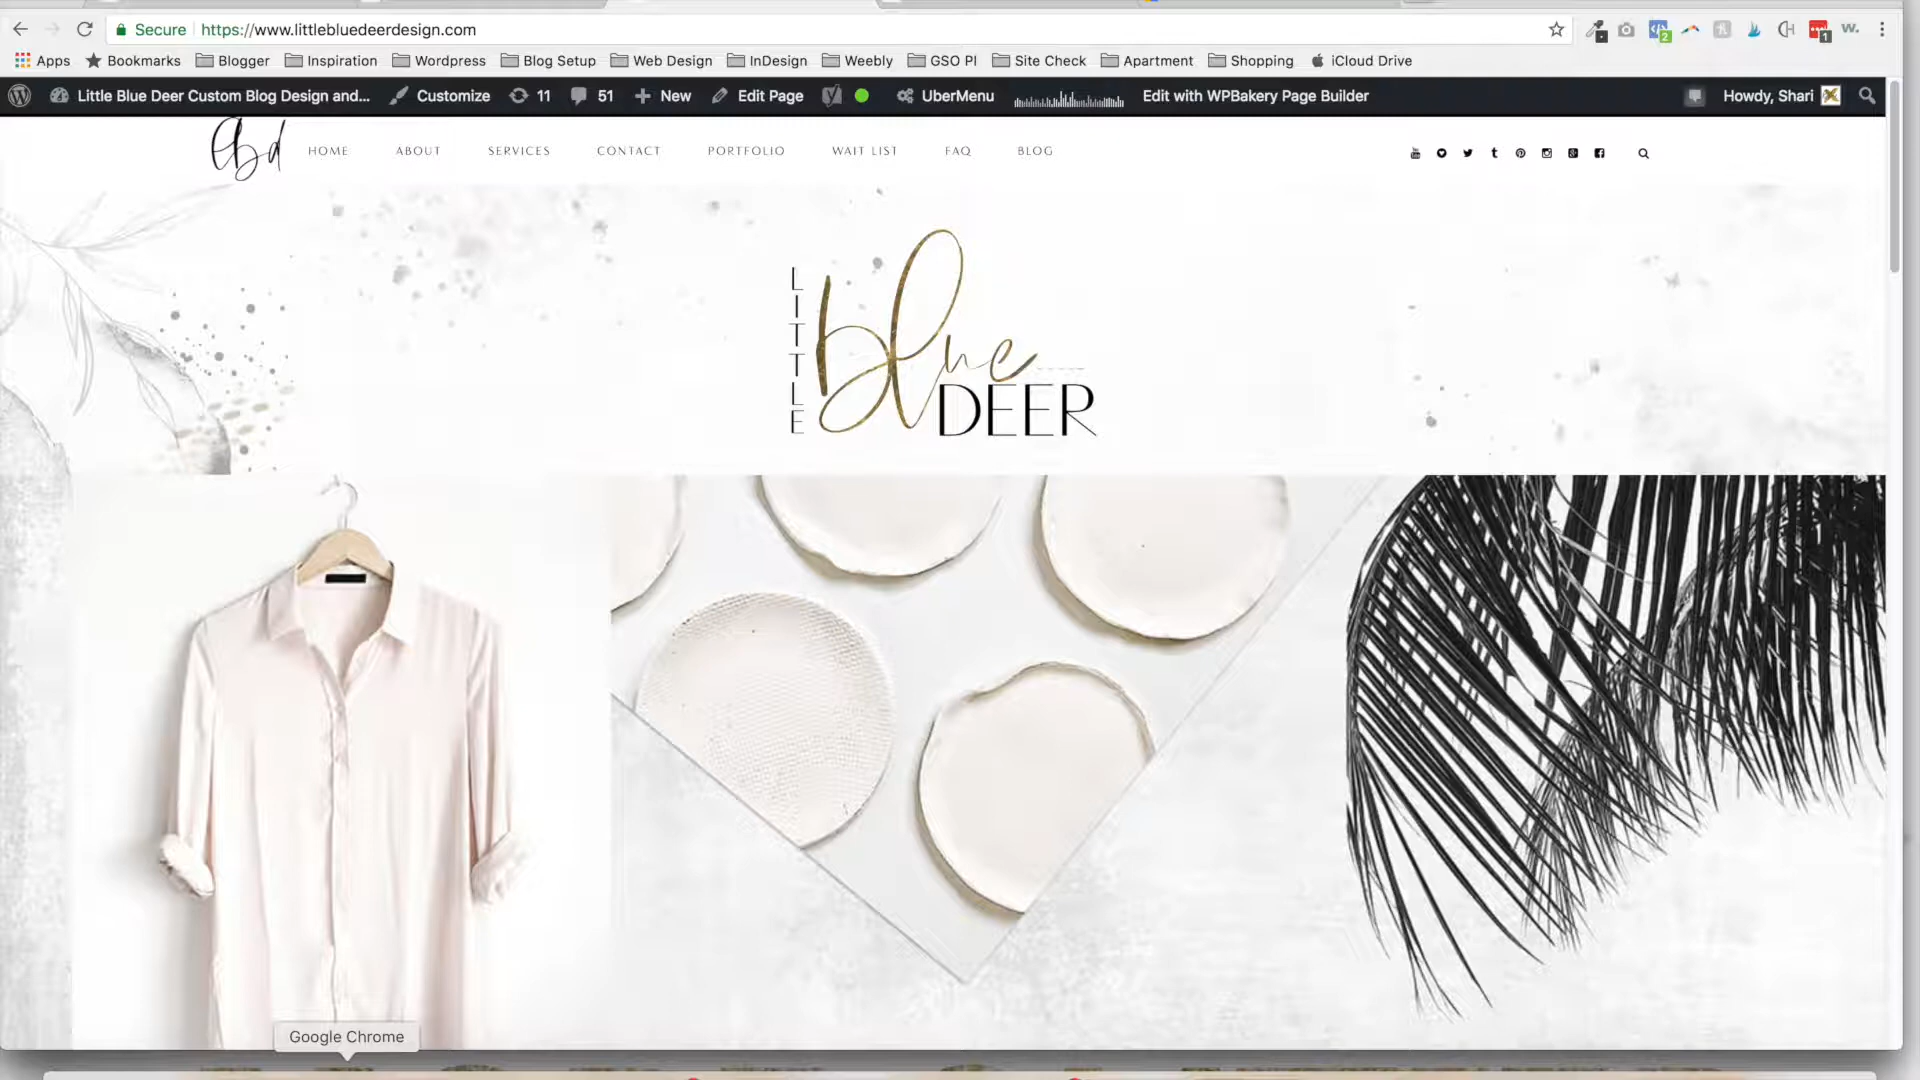 Secure https://www.littlebluedeerdesign.com
Apps Bookmarks Blogger Inspiration Wordpress Blog Setup Web Design InDesign Weebly GSO PI Site Check Apartment Shopping iCloud Drive
Little Blue Deer Custom Blog Design and... Customize 11 51 New Edit Page UberMenu Edit with WPBakery Page Builder Howdy, Shari
lbd HOME ABOUT SERVICES CONTACT PORTFOLIO WAIT LIST FAQ BLOG
LITTLE
blue
DEER
Google Chrome